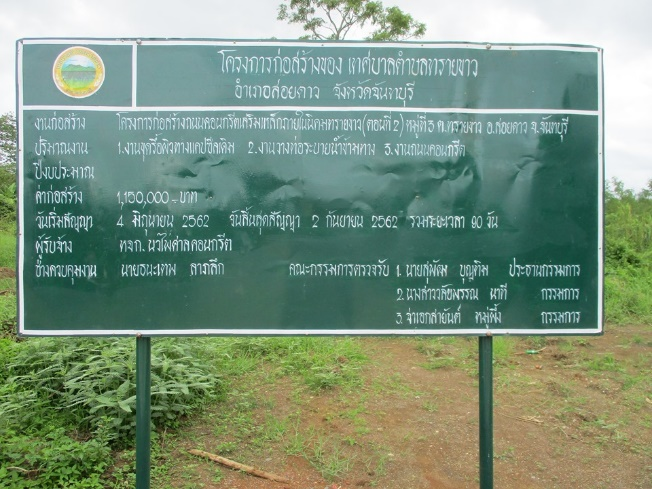 โครงการก่อสร้างของ เทศบาลตำบลทรายขาว
อำเภอสอยดาว จังหวัดจันทบุรี
งานก่อสร้าง โครงการก่อสร้างถนนคอนกรีตเสริมเหล็กภายในนิคมทรายขาว (ตอนที่ 2) หมู่ที่ 3 ต.ทรายขาว อ.สอยดาว จ.จันทบุรี
ปริมาณงาน 1.งานขุดรื้อผิวทางแคปซีลเดิม 2.งานวางท่อระบายน้ำข้ามทาง 3.งานถนนคอนกรีต
ปีงบประมาณ
ค่าก่อสร้าง 1,150,000.- บาท
วันเริ่มสัญญา 4 มิถุนายน 2562 วันสิ้นสุดสัญญา 2 กันยายน 2562 รวมระยะเวลา 90 วัน
ผู้รับจ้าง หจก. นวไพศาลคอนกรีต
ช่างควบคุมงาน นายธนะเทพ ลาภลึก คณะกรรมการตรวจรับ 1. นายสุพัฒ บุญติม ประธานกรรมการ
2. นางสาววลัยพรรณ นาที กรรมการ
3. จ่าเอกสายันต์ หมู่ผึ้ง กรรมการ